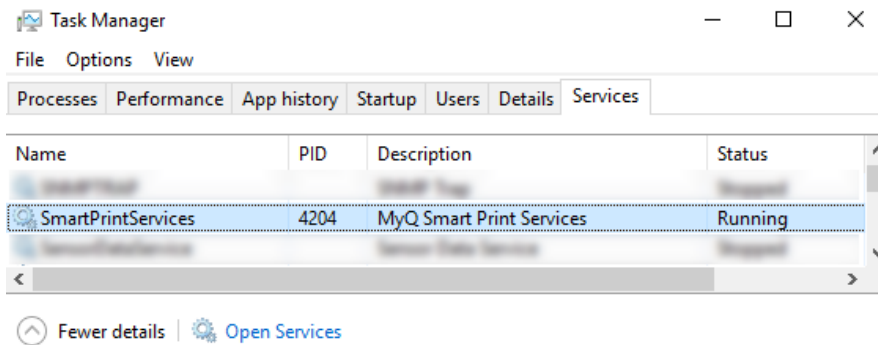 Task Manager
File Options View
Processes Performance App history Startup Users Details Services
Name PID Description Status
SmartPrintServices 4204 MyQ Smart Print Services Running
Fewer details Open Services